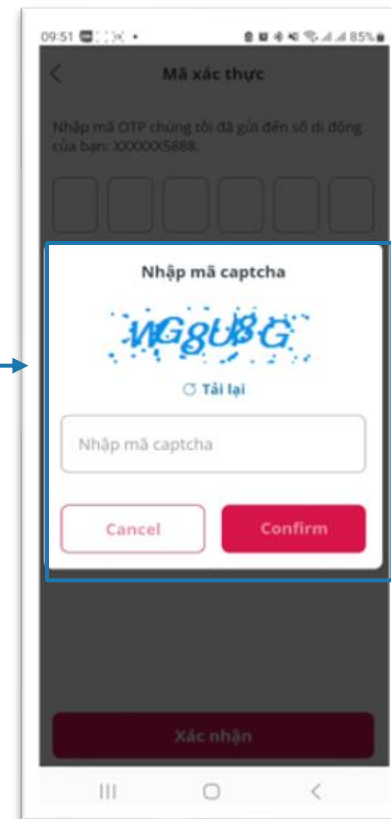 09:51
85%
Mã xác thực
Nhập mã OTP chúng tôi đã gửi đến số di động
của bạn: XXXXXX5888.
Nhập mã captcha
WG8U8G
Tải lại
Nhập mã captcha
Cancel
Confirm
Xác nhận